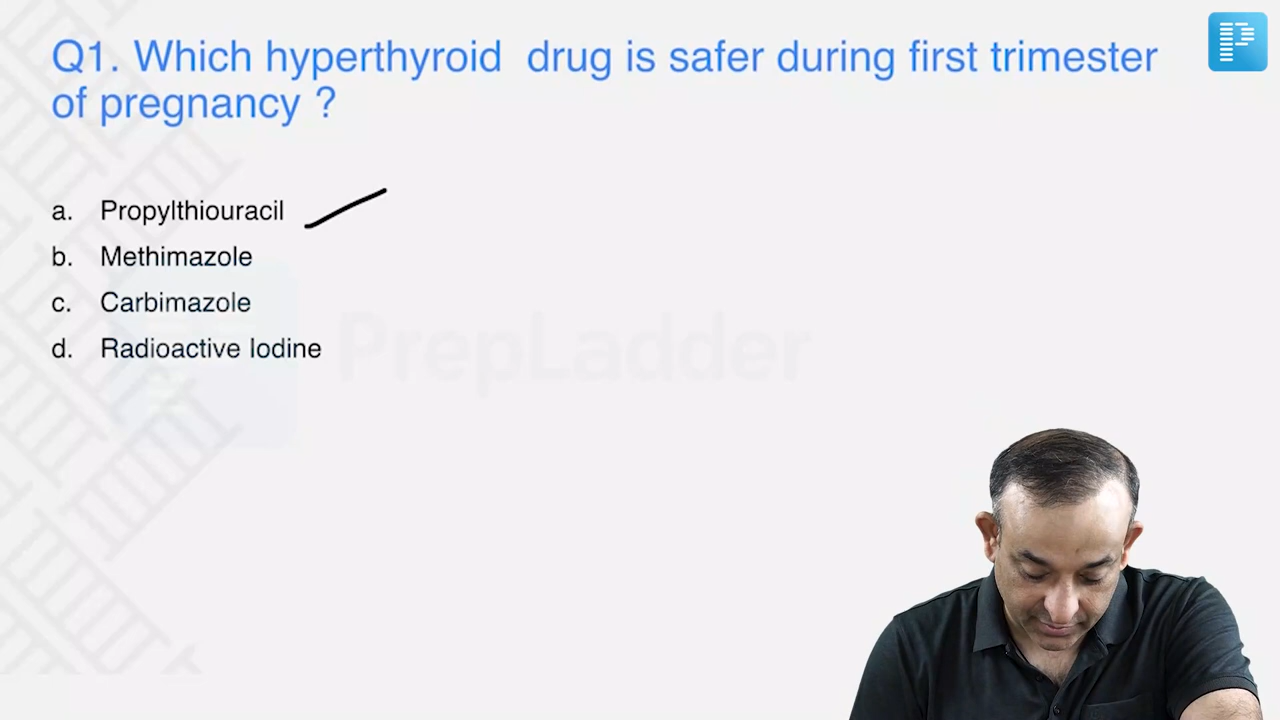 Q1. Which hyperthyroid drug is safer during first trimester
of pregnancy ?
a. Propylthiouracil
b. Methimazole
c. Carbimazole
d. Radioactive Iodine
PrepLadder